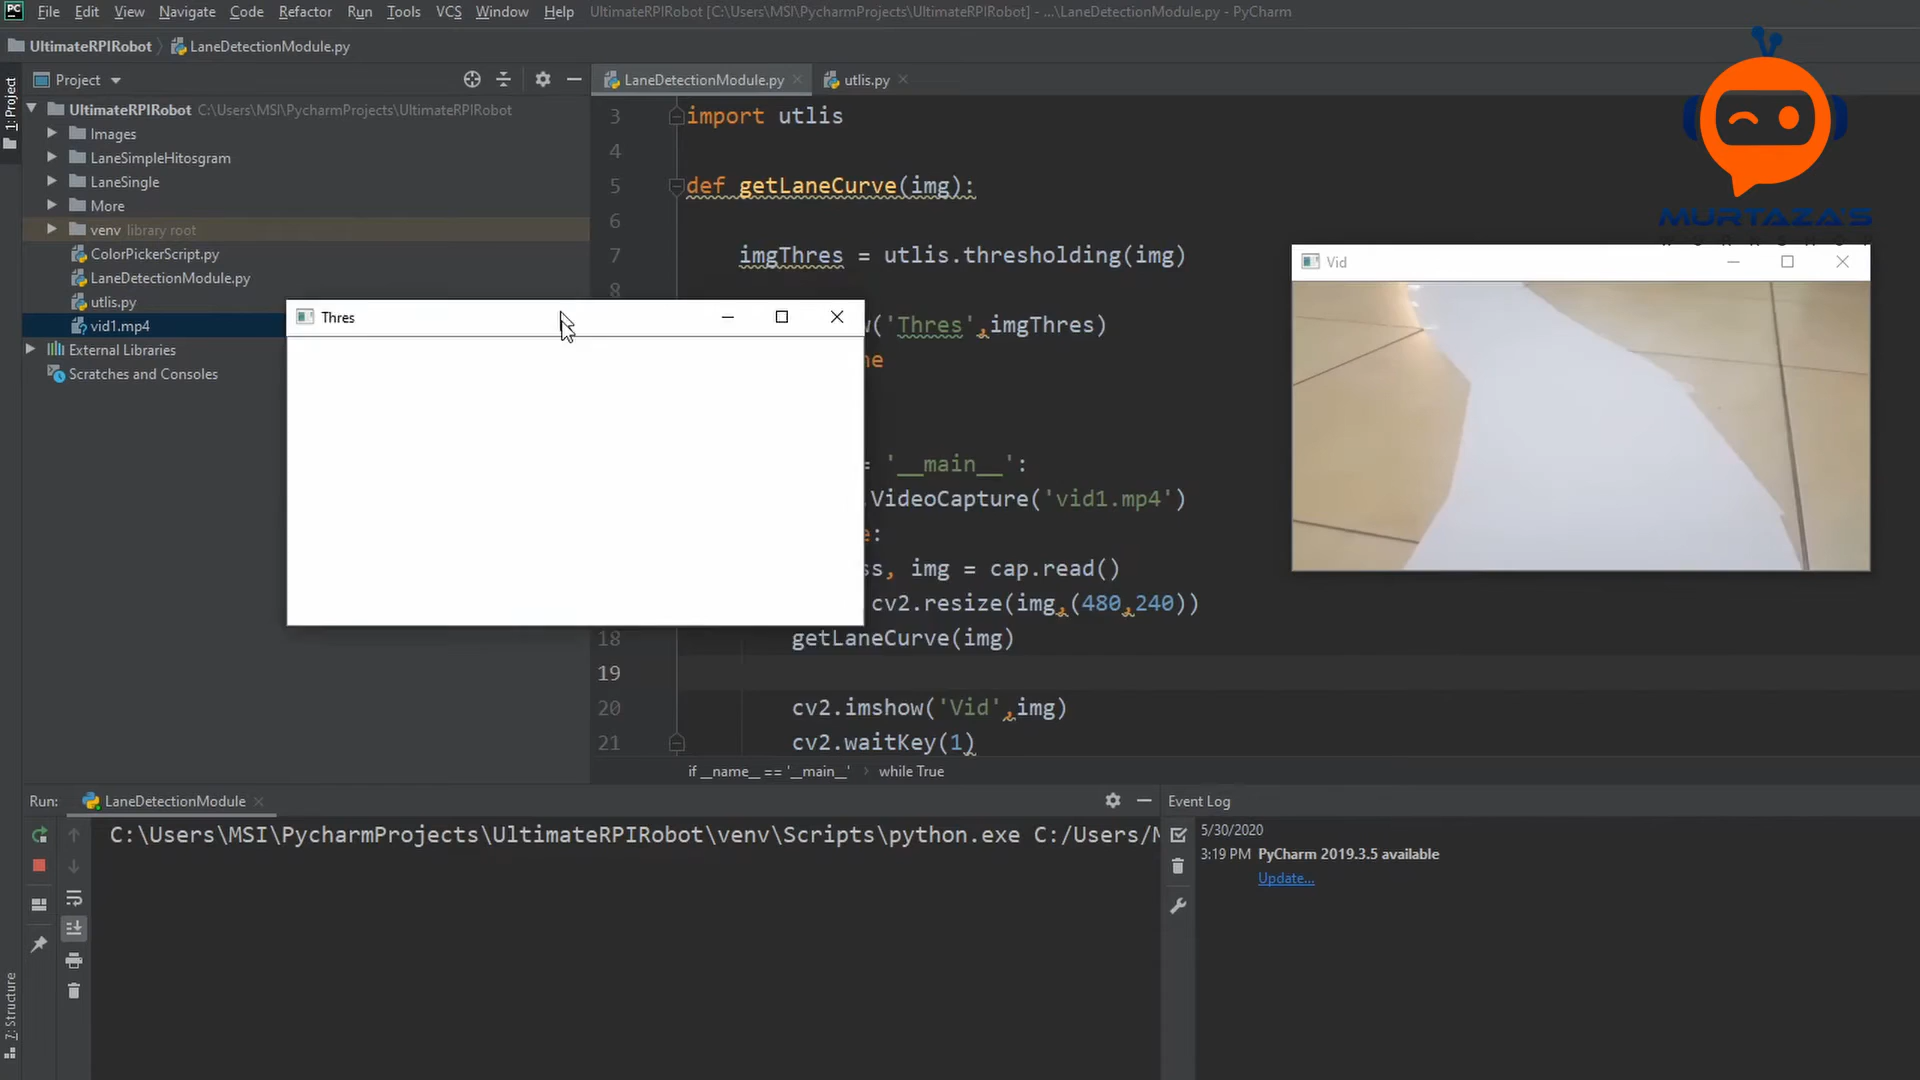 File Edit View Navigate Code Refactor Run Tools VCS Window Help UltimateRPIRobot [C:\Users\MSI\PycharmProjects\UltimateRPIRobot] - ...\LaneDetectionModule.py - PyCharm
UltimateRPIRobot LaneDetectionModule.py
1: Project
Project
UltimateRPIRobot C:\Users\MSI\PycharmProjects\UltimateRPIRobot
Images
LaneSimpleHitosgram
LaneSingle
More
venv library root
ColorPickerScript.py
LaneDetectionModule.py
utlis.py
vid1.mp4
External Libraries
Scratches and Consoles
LaneDetectionModule.py utlis.py
3 import utlis
4
5 def getLaneCurve(img):
6
7 imgThres = utlis.thresholding(img)
8
('Thres',imgThres)
'__main__':
.VideoCapture('vid1.mp4')
:
, img = cap.read()
cv2.resize(img,(480,240))
18 getLaneCurve(img)
19
20 cv2.imshow('Vid',img)
21 cv2.waitKey(1)
if __name__ == '__main__' while True
Thres
MURTAZA'S
Vid
Run: LaneDetectionModule
C:\Users\MSI\PycharmProjects\UltimateRPIRobot\venv\Scripts\python.exe C:/Users/
Event Log
5/30/2020
3:19 PM PyCharm 2019.3.5 available
Update...
7: Structure